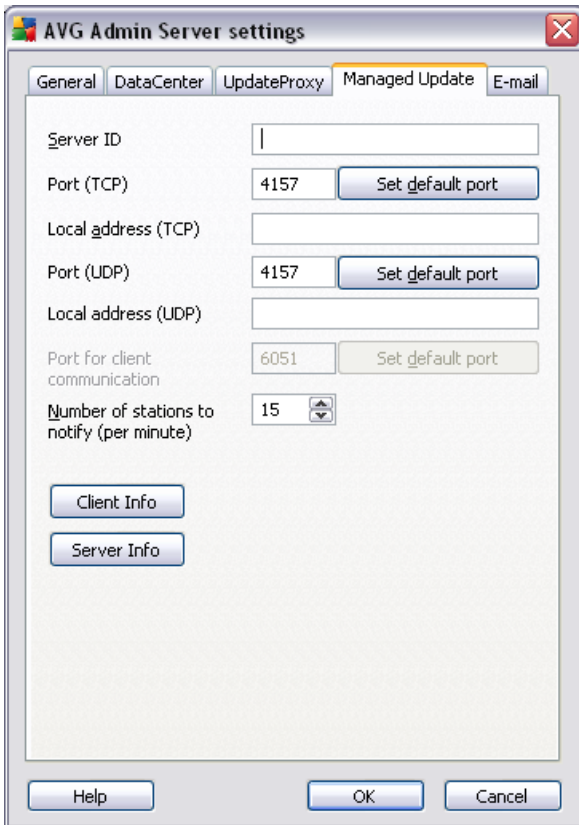 AVG Admin Server settings
General DataCenter UpdateProxy Managed Update E-mail
Server ID
Port (TCP) 4157 Set default port
Local address (TCP)
Port (UDP) 4157 Set default port
Local address (UDP)
Port for client 6051 Set default port
communication
Number of stations to 15
notify (per minute)
Client Info
Server Info
Help OK Cancel